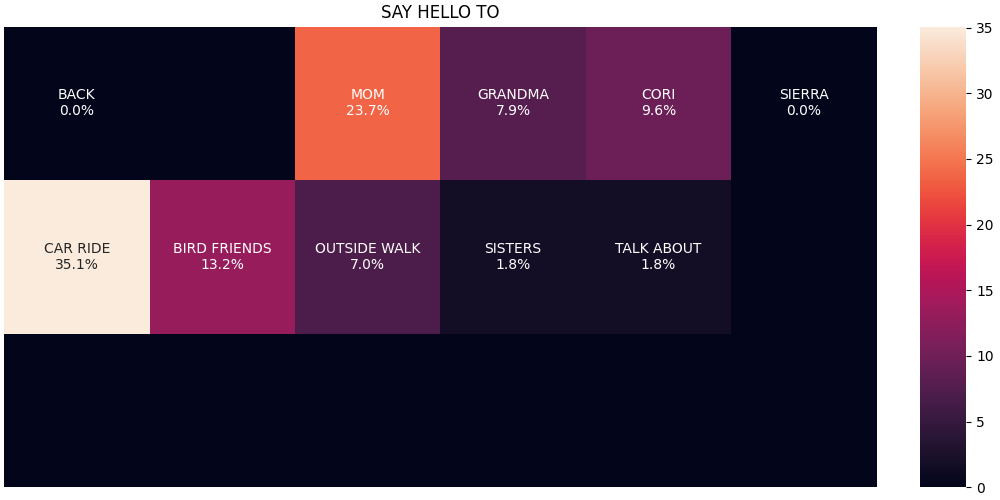 SAY HELLO TO
BACK
0.0%
MOM
23.7%
GRANDMA
7.9%
CORI
9.6%
SIERRA
0.0%
CAR RIDE
35.1%
BIRD FRIENDS
13.2%
OUTSIDE WALK
7.0%
SISTERS
1.8%
TALK ABOUT
1.8%
35
30
25
20
15
10
5
0